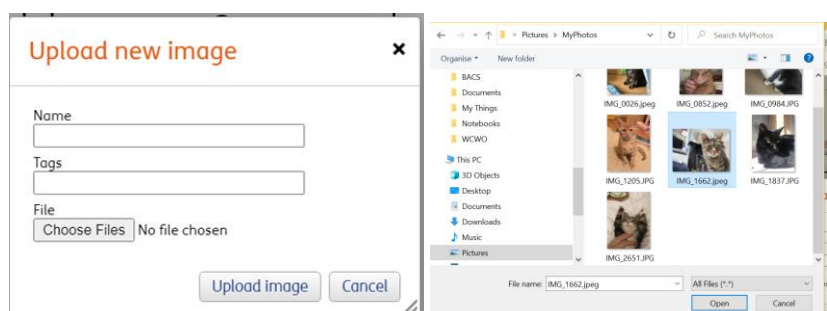 Upload new image
Name
Tags
File
Choose Files No file chosen
Upload image Cancel
Pictures > MyPhotos
Search MyPhotos
Organise New folder
BACS
Documents
My Things
Notebooks
WCWO
This PC
3D Objects
Desktop
Documents
Downloads
Music
Pictures
IMG_0026.jpeg IMG_0852.jpeg IMG_0984.JPG
IMG_1205.JPG IMG_1662.jpeg IMG_1837.JPG
IMG_2651.JPG
File name: IMG_1662.jpeg All Files (*.*)
Open Cancel